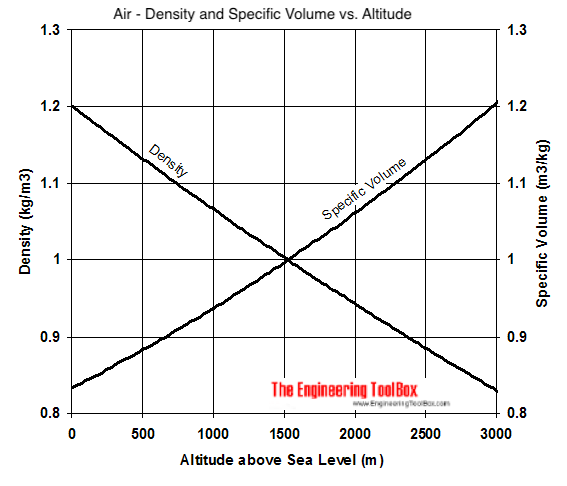 Air - Density and Specific Volume vs. Altitude
1.3
1.3
1.2
1.2
Density
1.1
1.1
Specific Volume
Density (kg/m3)
Specific Volume (m3/kg)
1
1
0.9
0.9
The Engineering ToolBox
www.EngineeringToolBox.com
0.8
0.8
0 500 1000 1500 2000 2500 3000
Altitude above Sea Level (m)